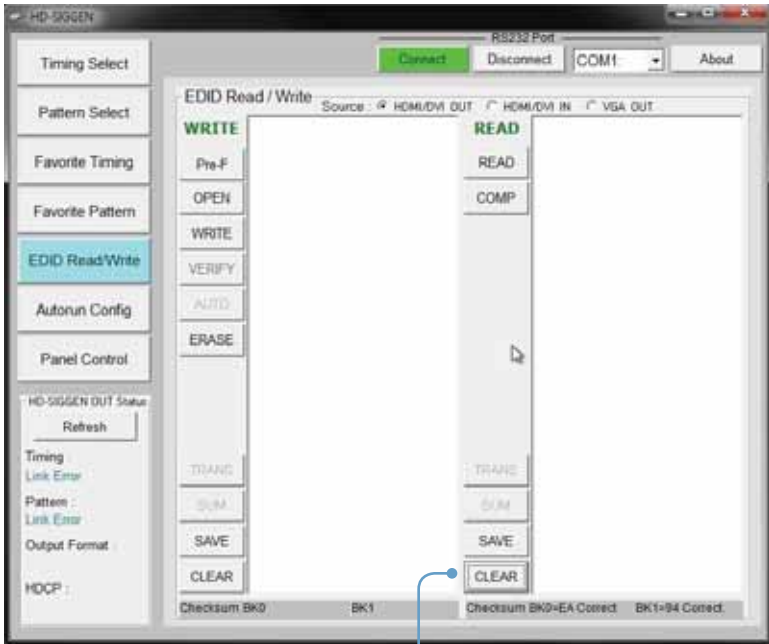 HD-SIGGEN
RS232 Port
Connect
Disconnect
COM1
About
Timing Select
Pattern Select
Favorite Timing
Favorite Pattern
EDID Read/Write
Autorun Config
Panel Control
HD-SIGGEN OUT Status
Refresh
Timing
Link Error
Pattern :
Link Error
Output Format
HDCP :
EDID Read / Write
Source : HDMI/DVI OUT HDMI/DVI IN VGA OUT
WRITE
Pre-F
OPEN
WRITE
VERIFY
AUTO
ERASE
TRANS
SUM
SAVE
CLEAR
Checksum BK0 BK1
READ
READ
COMP
TRANS
SUM
SAVE
CLEAR
Checksum BK0=EA Correct BK1=94 Correct